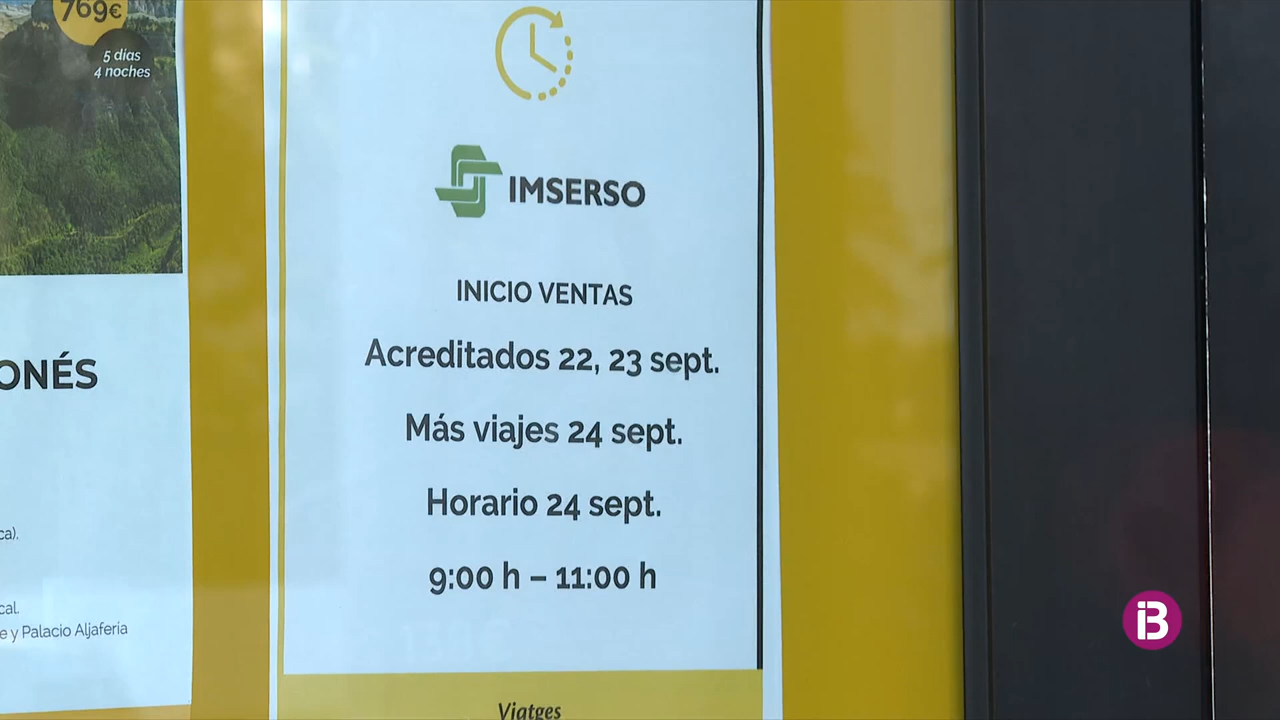 769€
5 días
4 noches
ONÉS
ca).
cal.
e y Palacio Aljafería
IMSERSO
INICIO VENTAS
Acreditados 22, 23 sept.
Más viajes 24 sept.
Horario 24 sept.
9:00 h – 11:00 h
Viatges
iB